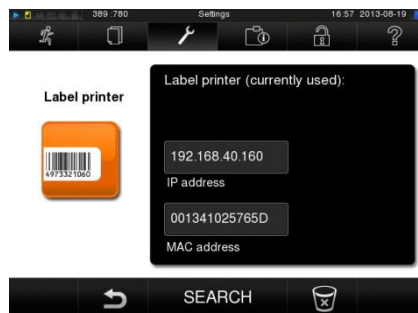 389 :780 Settings 16:57 2013-08-19
Label printer
Label printer (currently used):
4973321060
192.168.40.160
IP address
001341025765D
MAC address
SEARCH